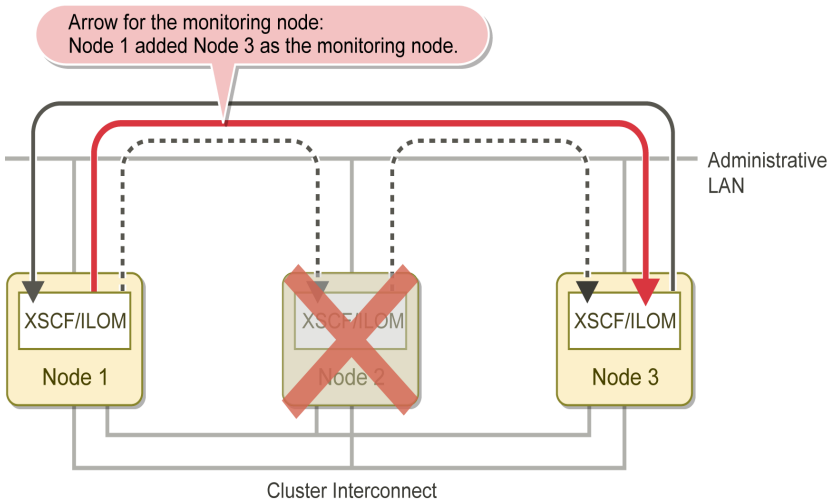 Arrow for the monitoring node:
Node 1 added Node 3 as the monitoring node.
Administrative
LAN
XSCF/ILOM
XSCF/ILOM
XSCF/ILOM
Node 1
Node 2
Node 3
Cluster Interconnect